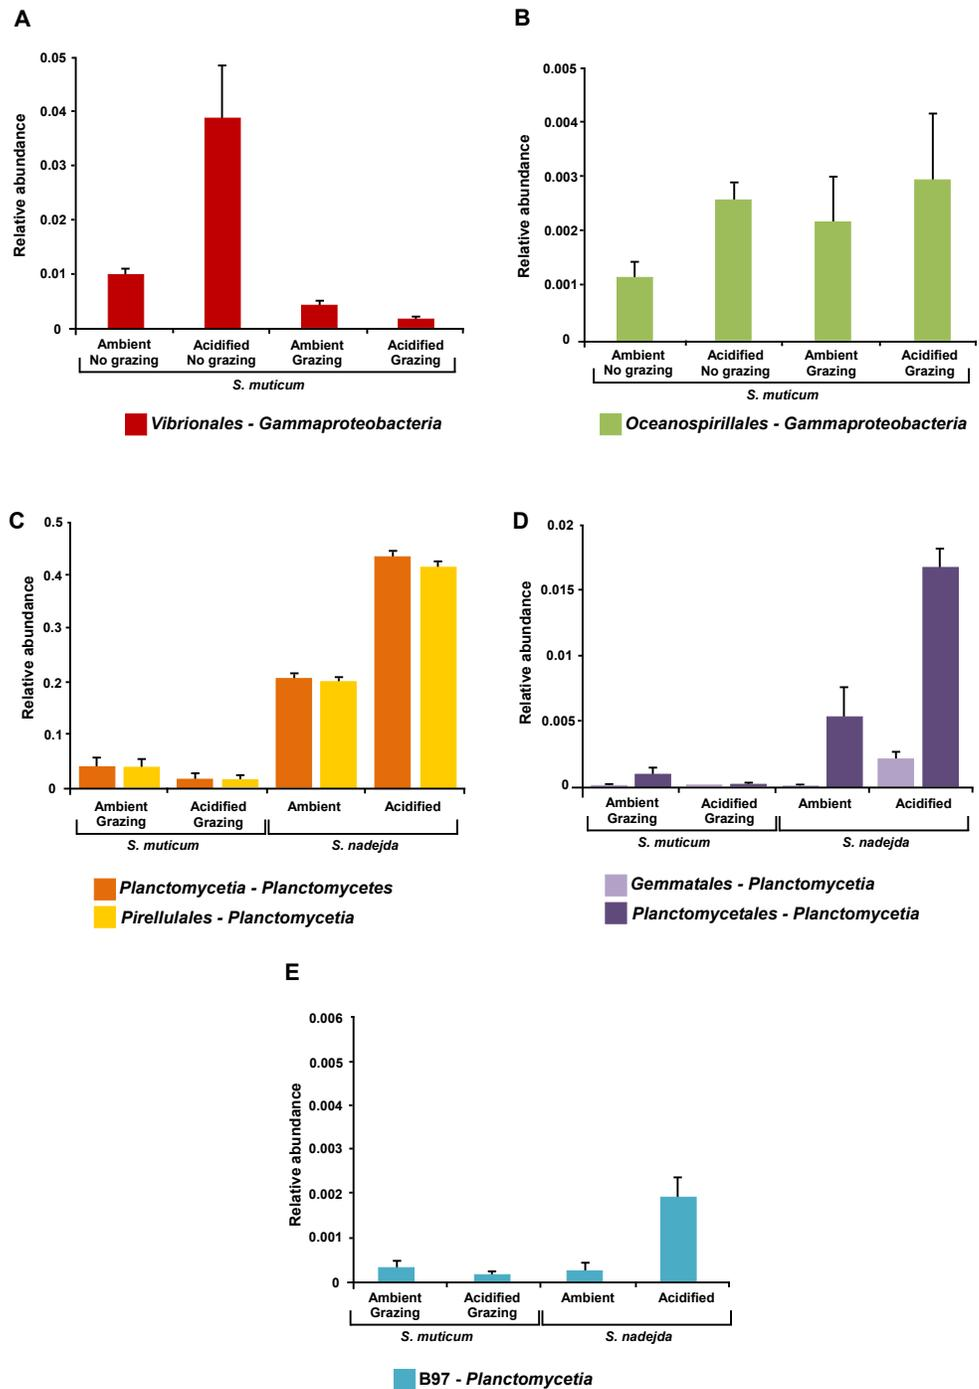 A
0.05
0.04
0.03
0.02
0.01
0
Relative abundance
Ambient No grazing
Acidified No grazing
Ambient Grazing
Acidified Grazing
S. muticum
Vibrionales - Gammaproteobacteria
B
0.005
0.004
0.003
0.002
0.001
0
Relative abundance
Ambient No grazing
Acidified No grazing
Ambient Grazing
Acidified Grazing
S. muticum
Oceanospirillales - Gammaproteobacteria
C
0.5
0.4
0.3
0.2
0.1
0
Relative abundance
Ambient Grazing
Acidified Grazing
Ambient
Acidified
S. muticum
S. nadejda
Planctomycetia - Planctomycetes
Pirellulales - Planctomycetia
D
0.02
0.015
0.01
0.005
0
Relative abundance
Ambient Grazing
Acidified Grazing
Ambient
Acidified
S. muticum
S. nadejda
Gemmatales - Planctomycetia
Planctomycetales - Planctomycetia
E
0.006
0.005
0.004
0.003
0.002
0.001
0
Relative abundance
Ambient Grazing
Acidified Grazing
Ambient
Acidified
S. muticum
S. nadejda
B97 - Planctomycetia